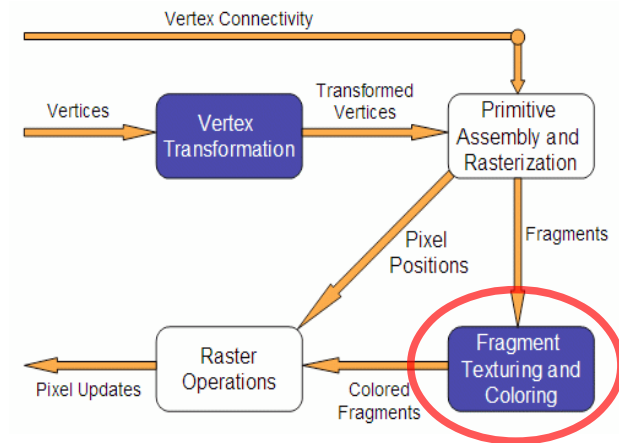 Vertex Connectivity
Vertices
Vertex
Transformation
Transformed
Vertices
Primitive
Assembly and
Rasterization
Pixel
Positions
Fragments
Fragment
Texturing and
Coloring
Colored
Fragments
Raster
Operations
Pixel Updates